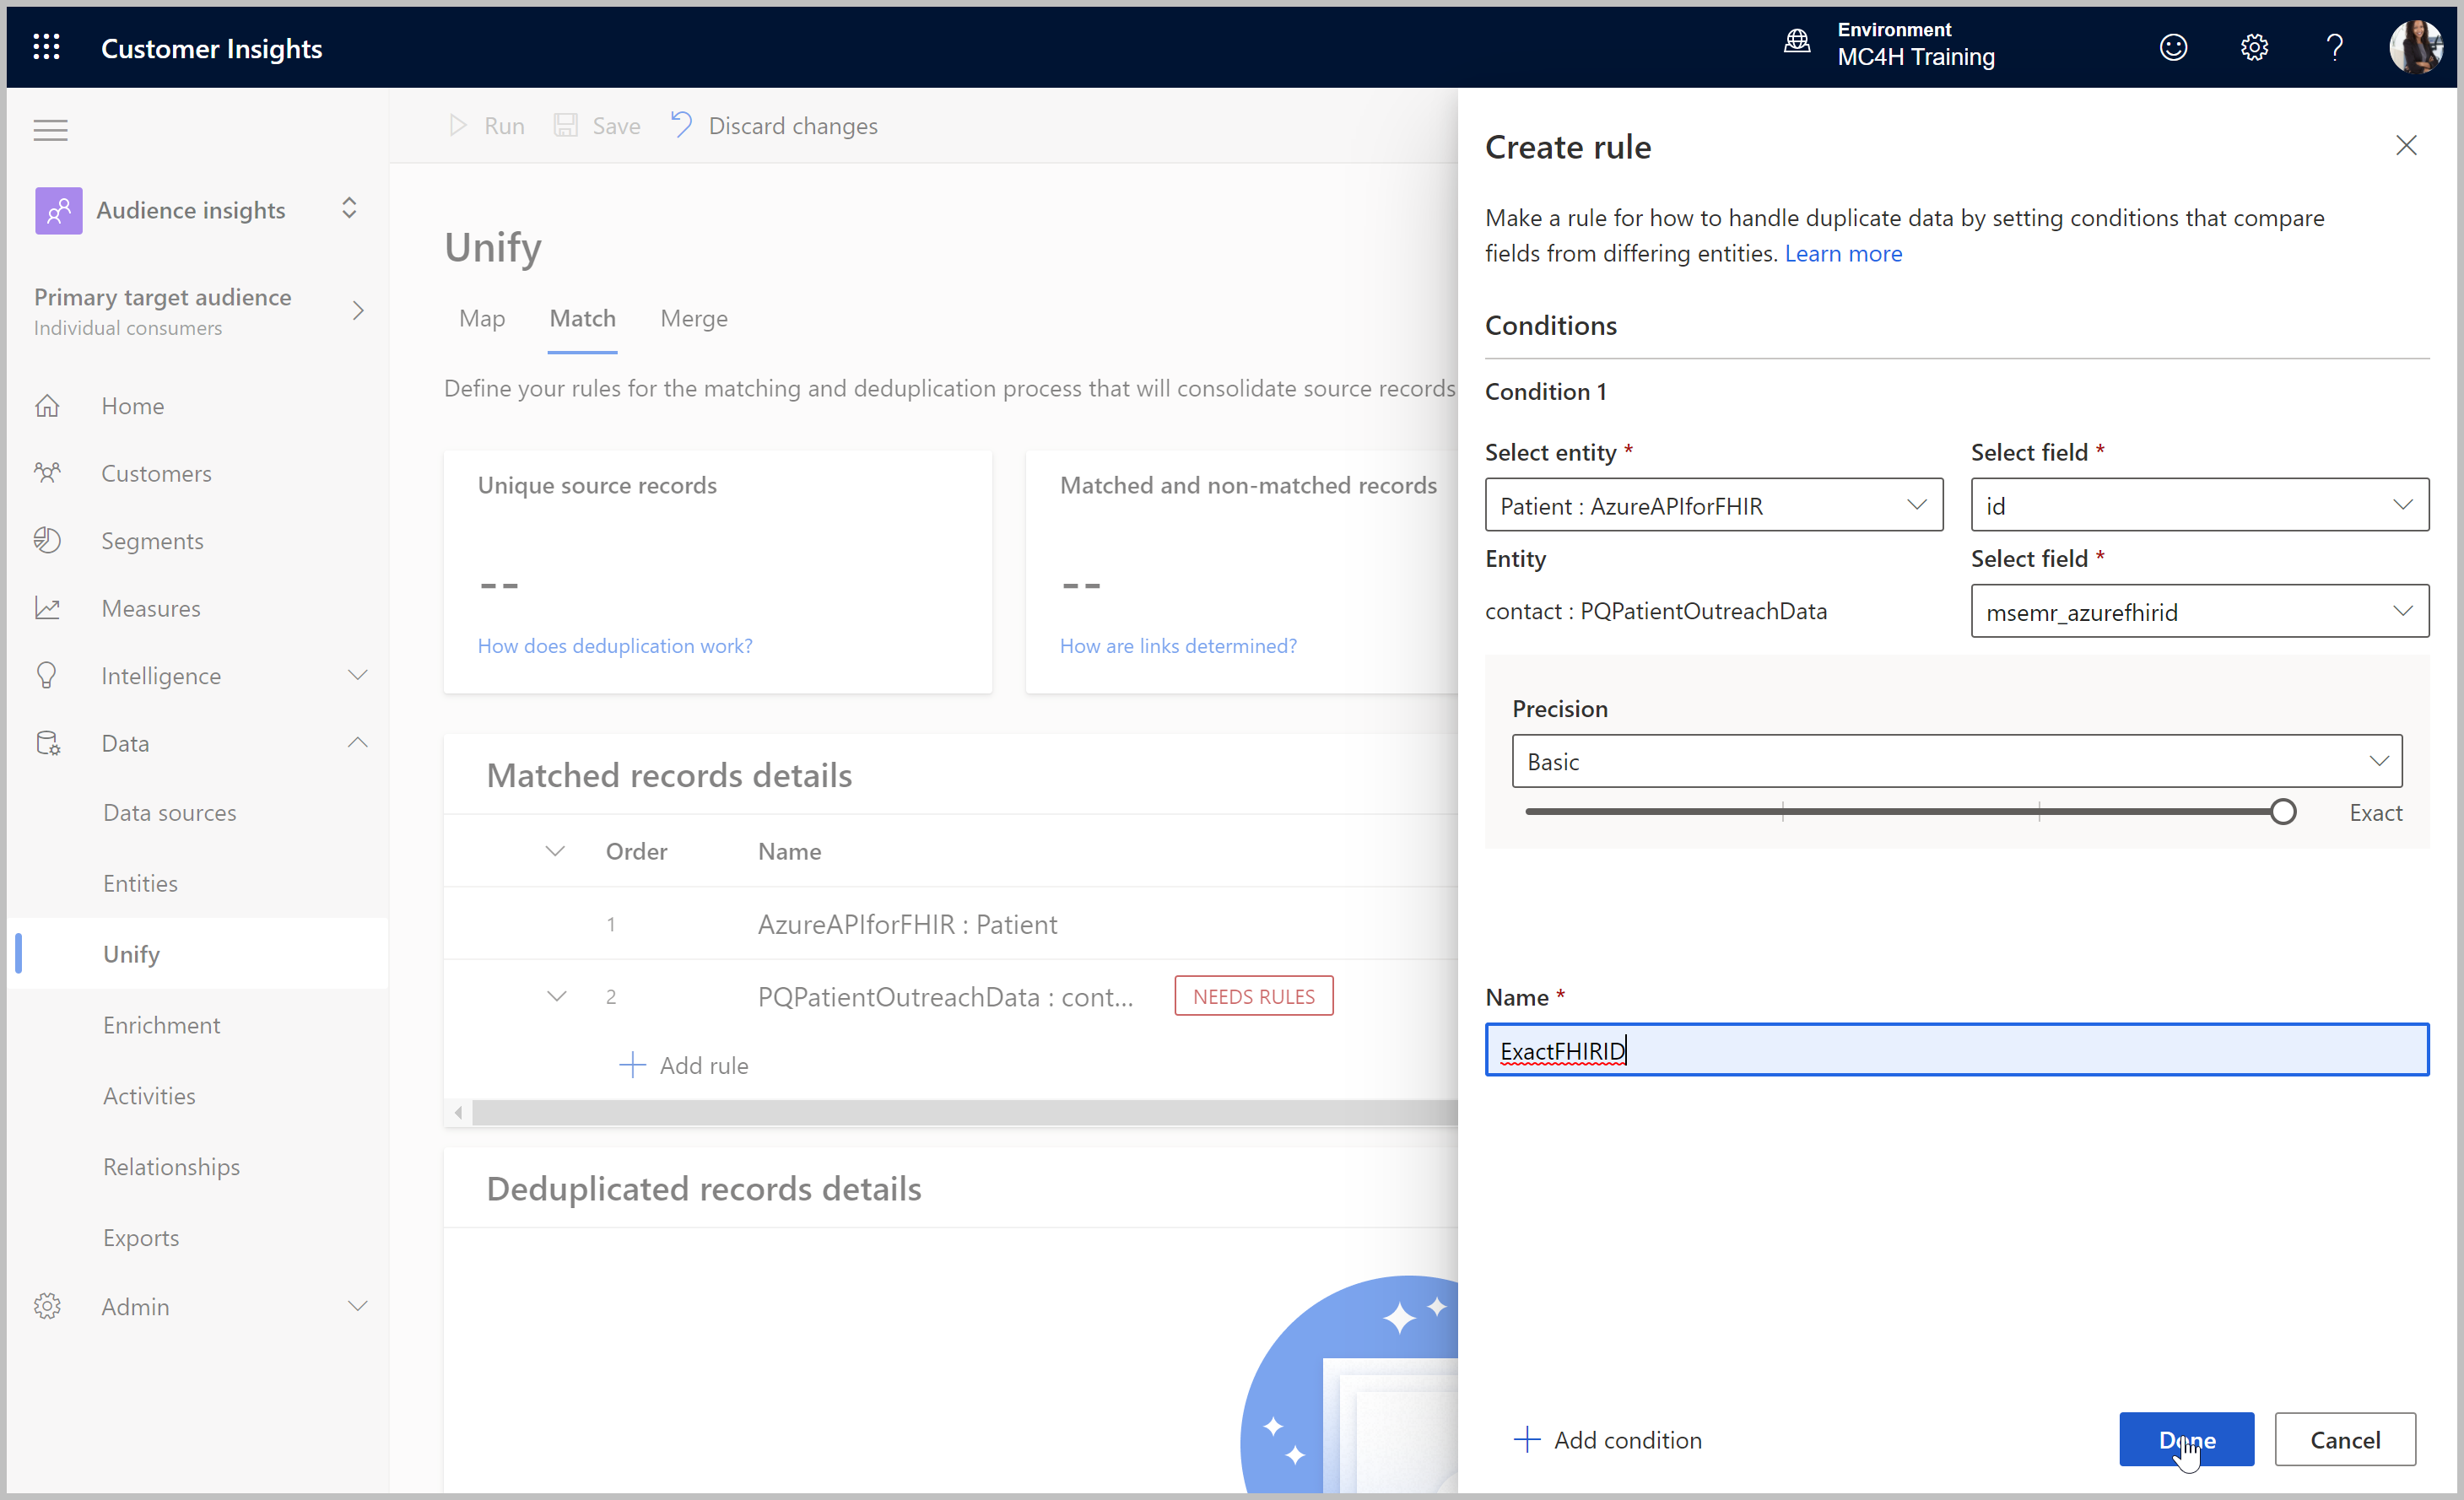 Customer Insights
Environment
MC4H Training
Audience insights
Primary target audience
Individual consumers
Home
Customers
Segments
Measures
Intelligence
Data
Data sources
Entities
Unify
Enrichment
Activities
Relationships
Exports
Admin
Run
Save
Discard changes
Unify
Map
Match
Merge
Define your rules for the matching and deduplication process that will consolidate source records
Unique source records
--
How does deduplication work?
Matched and non-matched records
--
How are links determined?
Matched records details
Order
Name
1
AzureAPIforFHIR : Patient
2
PQPatientOutreachData : cont...
NEEDS RULES
Add rule
Deduplicated records details
Create rule
Make a rule for how to handle duplicate data by setting conditions that compare
fields from differing entities. Learn more
Conditions
Condition 1
Select entity *
Select field *
Patient : AzureAPIforFHIR
id
Entity
Select field *
contact : PQPatientOutreachData
msemr_azurefhirid
Precision
Basic
Exact
Name *
ExactFHIRID
Add condition
Done
Cancel